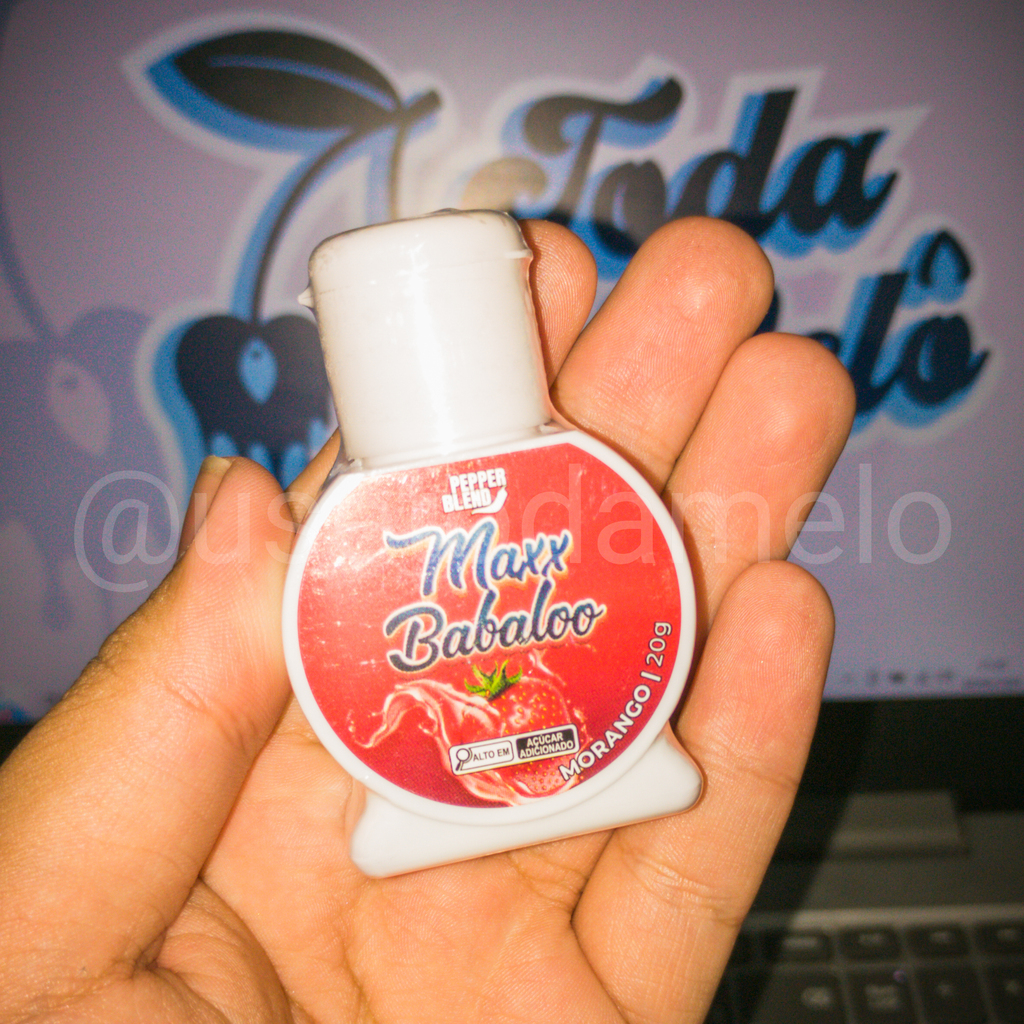 Toda
@usetodamelo
PEPPER
BLEND
Maxx
Babaloo
ALTO EM
AÇÚCAR
ADICIONADO
MORANGO | 20g